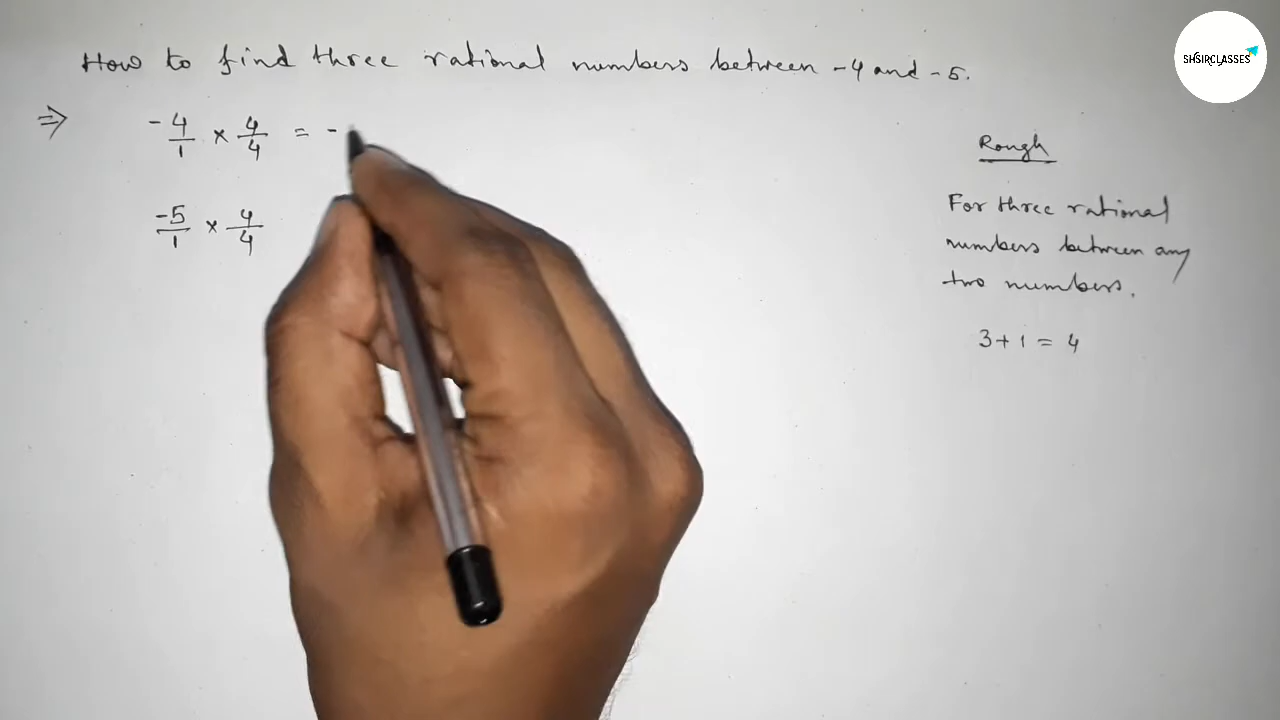 How to find three rational numbers between -4 and -5.
SHSIRCLASSES
⇒ -4/1 × 4/4 = -
-5/1 × 4/4
Rough
For three rational
numbers between any
two numbers.
3+1 = 4